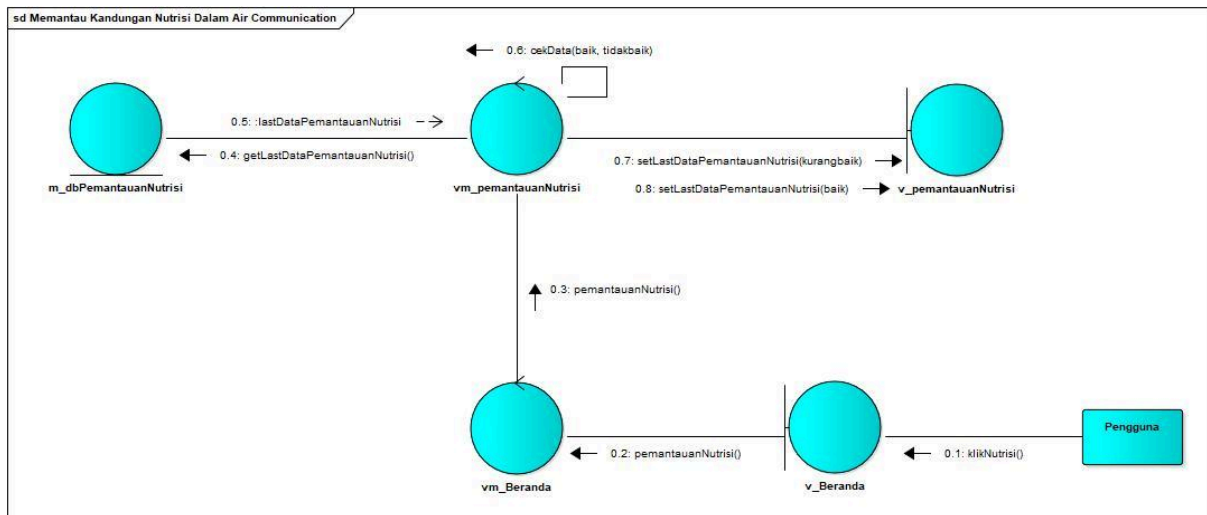 sd Memantau Kandungan Nutrisi Dalam Air Communication
0.6: cekData(baik, tidakbaik)
0.5: :lastDataPemantauanNutrisi
0.4: getLastDataPemantauanNutrisi()
0.7: setLastDataPemantauanNutrisi(kurangbaik)
0.8: setLastDataPemantauanNutrisi(baik)
m_dbPemantauanNutrisi
vm_pemantauanNutrisi
v_pemantauanNutrisi
0.3: pemantauanNutrisi()
Pengguna
0.2: pemantauanNutrisi()
0.1: klikNutrisi()
vm_Beranda
v_Beranda